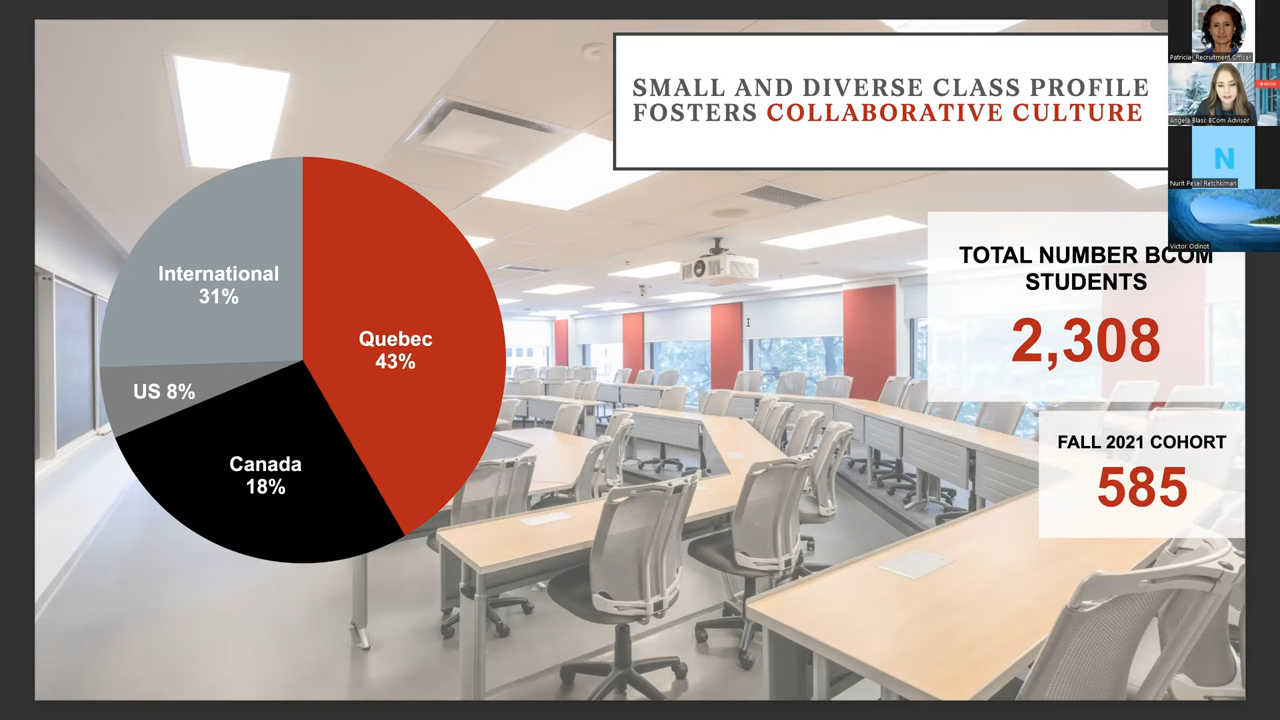 SMALL AND DIVERSE CLASS PROFILE
FOSTERS COLLABORATIVE CULTURE
International
31%
Quebec
43%
US 8%
Canada
18%
TOTAL NUMBER BCOM
STUDENTS
2,308
FALL 2021 COHORT
585
Patricia- Recruitment Officer
Angela Blasi: BCom Advisor
N
Nurit Pesel Retchkiman
Victor Odinot